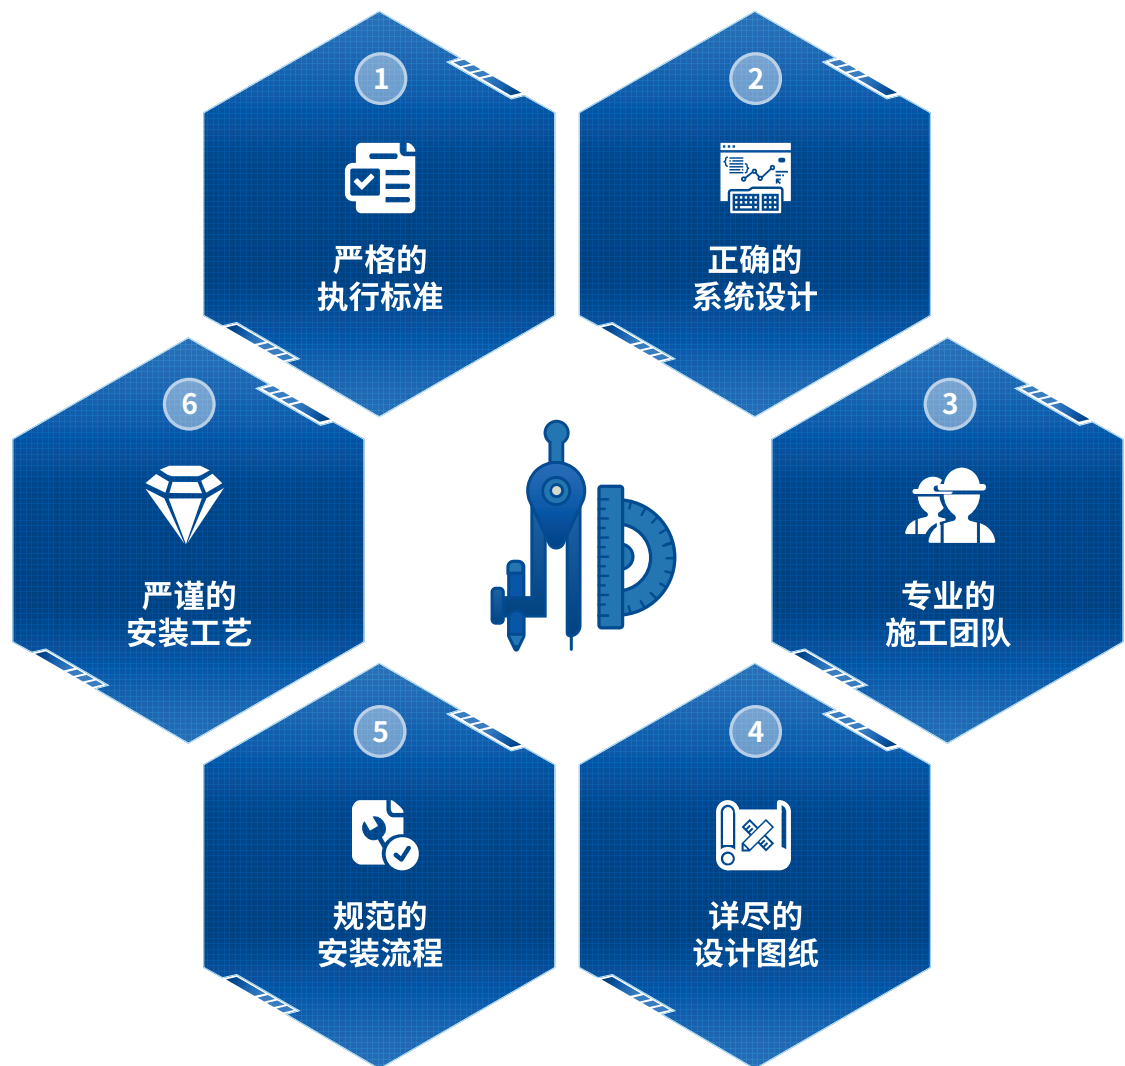 1
严格的
执行标准
2
正确的
系统设计
3
专业的
施工团队
4
详尽的
设计图纸
5
规范的
安装流程
6
严谨的
安装工艺